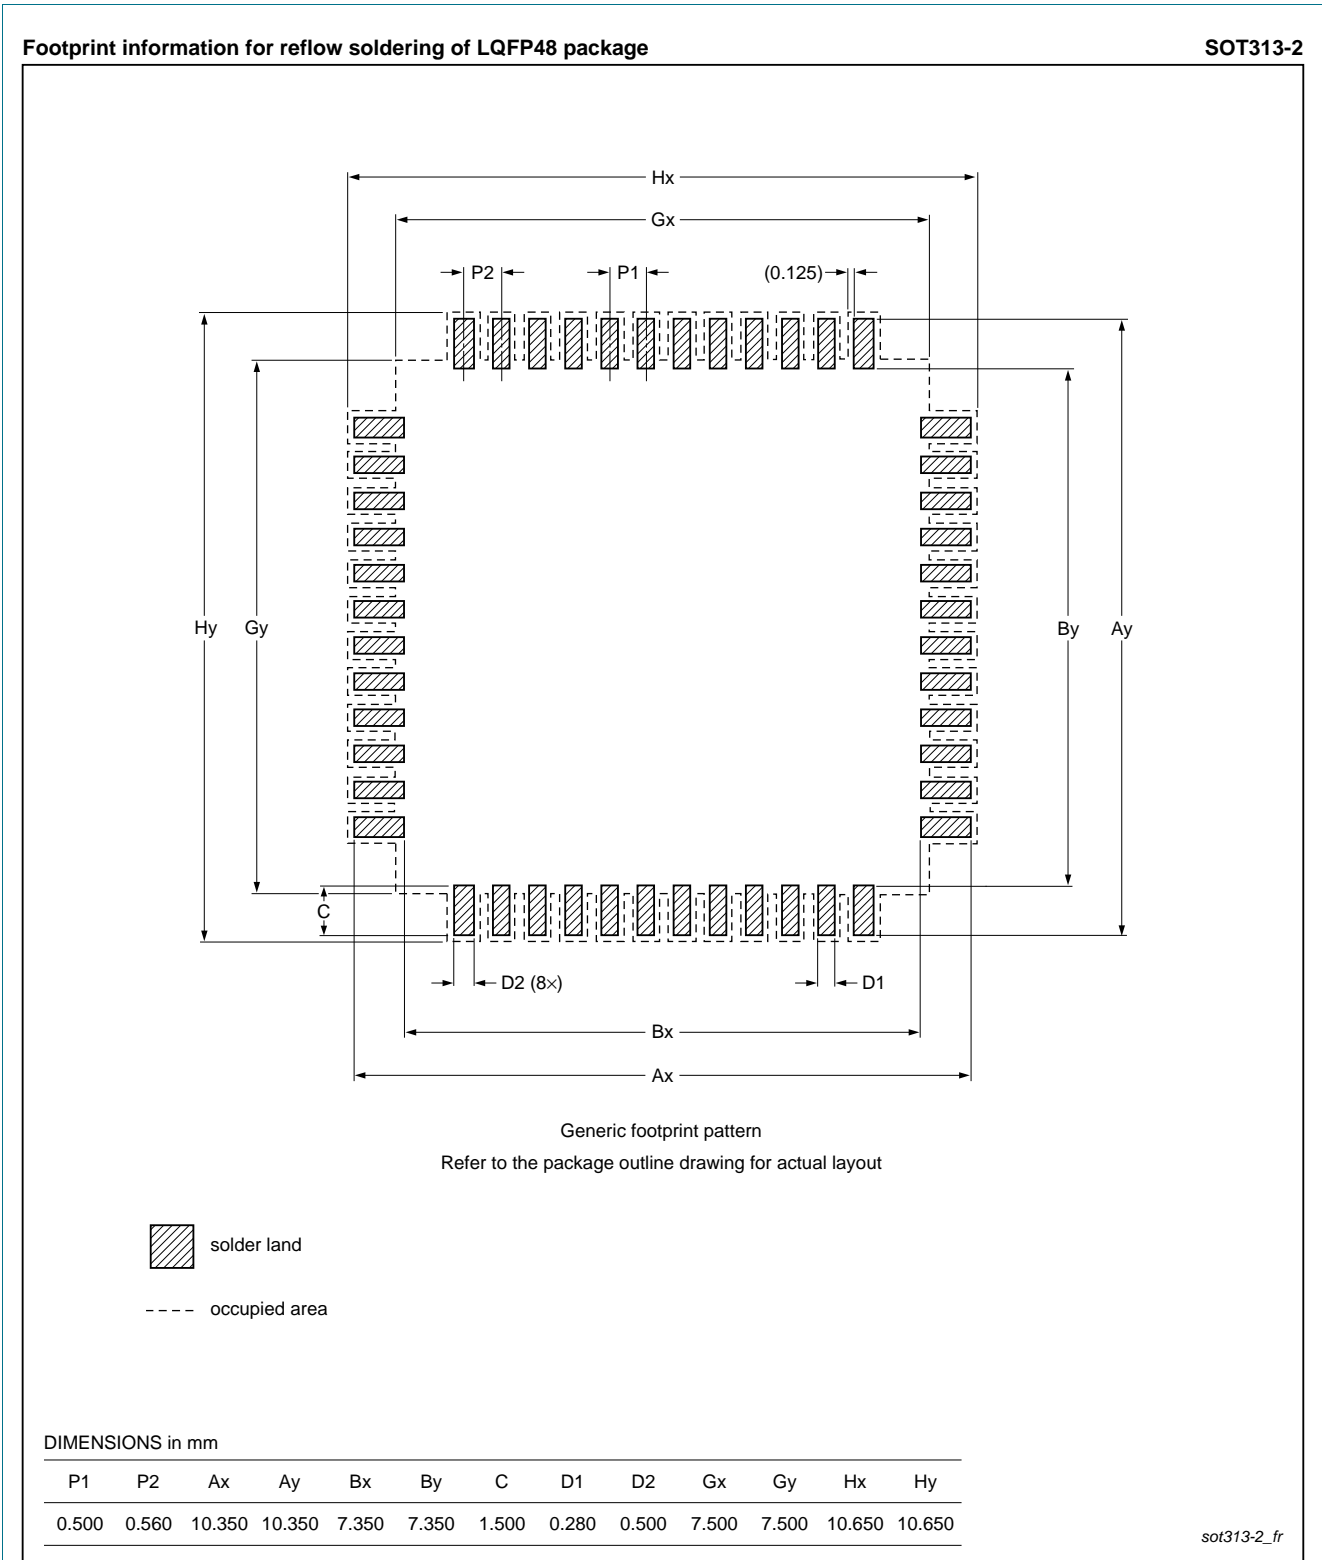 Footprint information for reflow soldering of LQFP48 package SOT313-2
Hx
Gx
P2 P1 (0.125)
Hy Gy By Ay
C
D2 (8×) D1
Bx
Ax
Generic footprint pattern
Refer to the package outline drawing for actual layout
solder land
occupied area
DIMENSIONS in mm
P1 P2 Ax Ay Bx By C D1 D2 Gx Gy Hx Hy
0.500 0.560 10.350 10.350 7.350 7.350 1.500 0.280 0.500 7.500 7.500 10.650 10.650
sot313-2_fr